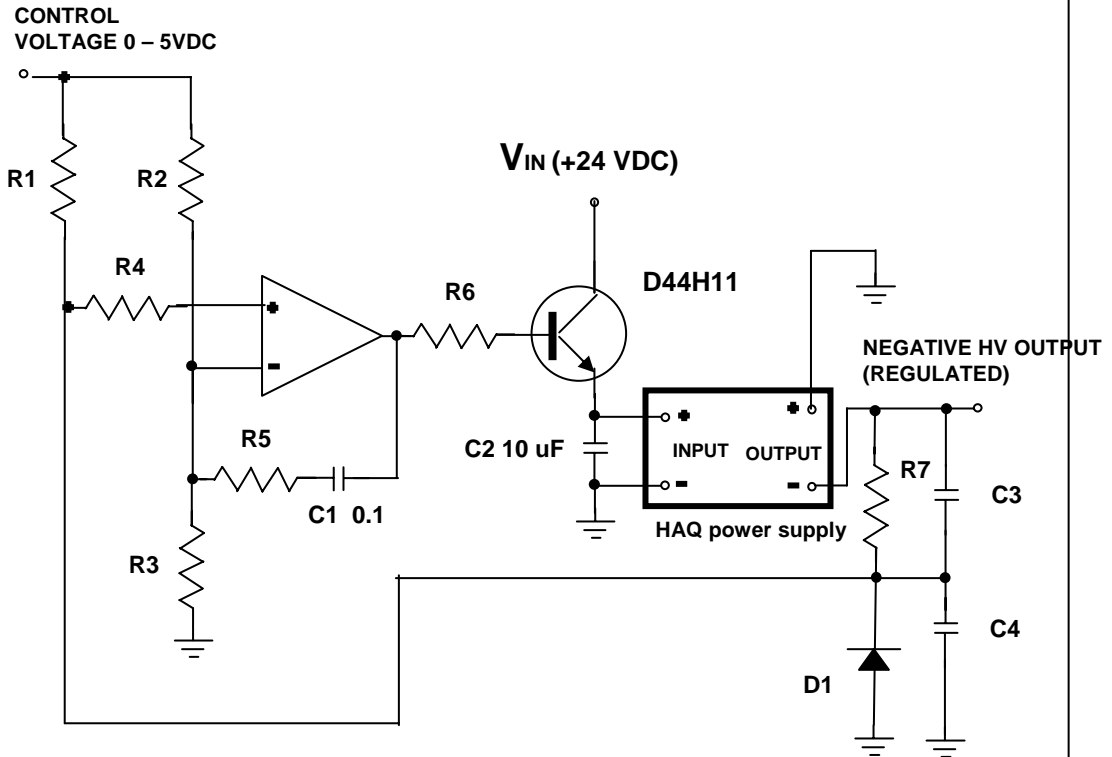 CONTROL
VOLTAGE 0 – 5VDC
VIN (+24 VDC)
R1
R2
R4
R6
D44H11
+
-
NEGATIVE HV OUTPUT
(REGULATED)
R5
C1 0.1
C2 10 uF
+
+
INPUT
OUTPUT
-
-
R7
C3
HAQ power supply
R3
C4
D1